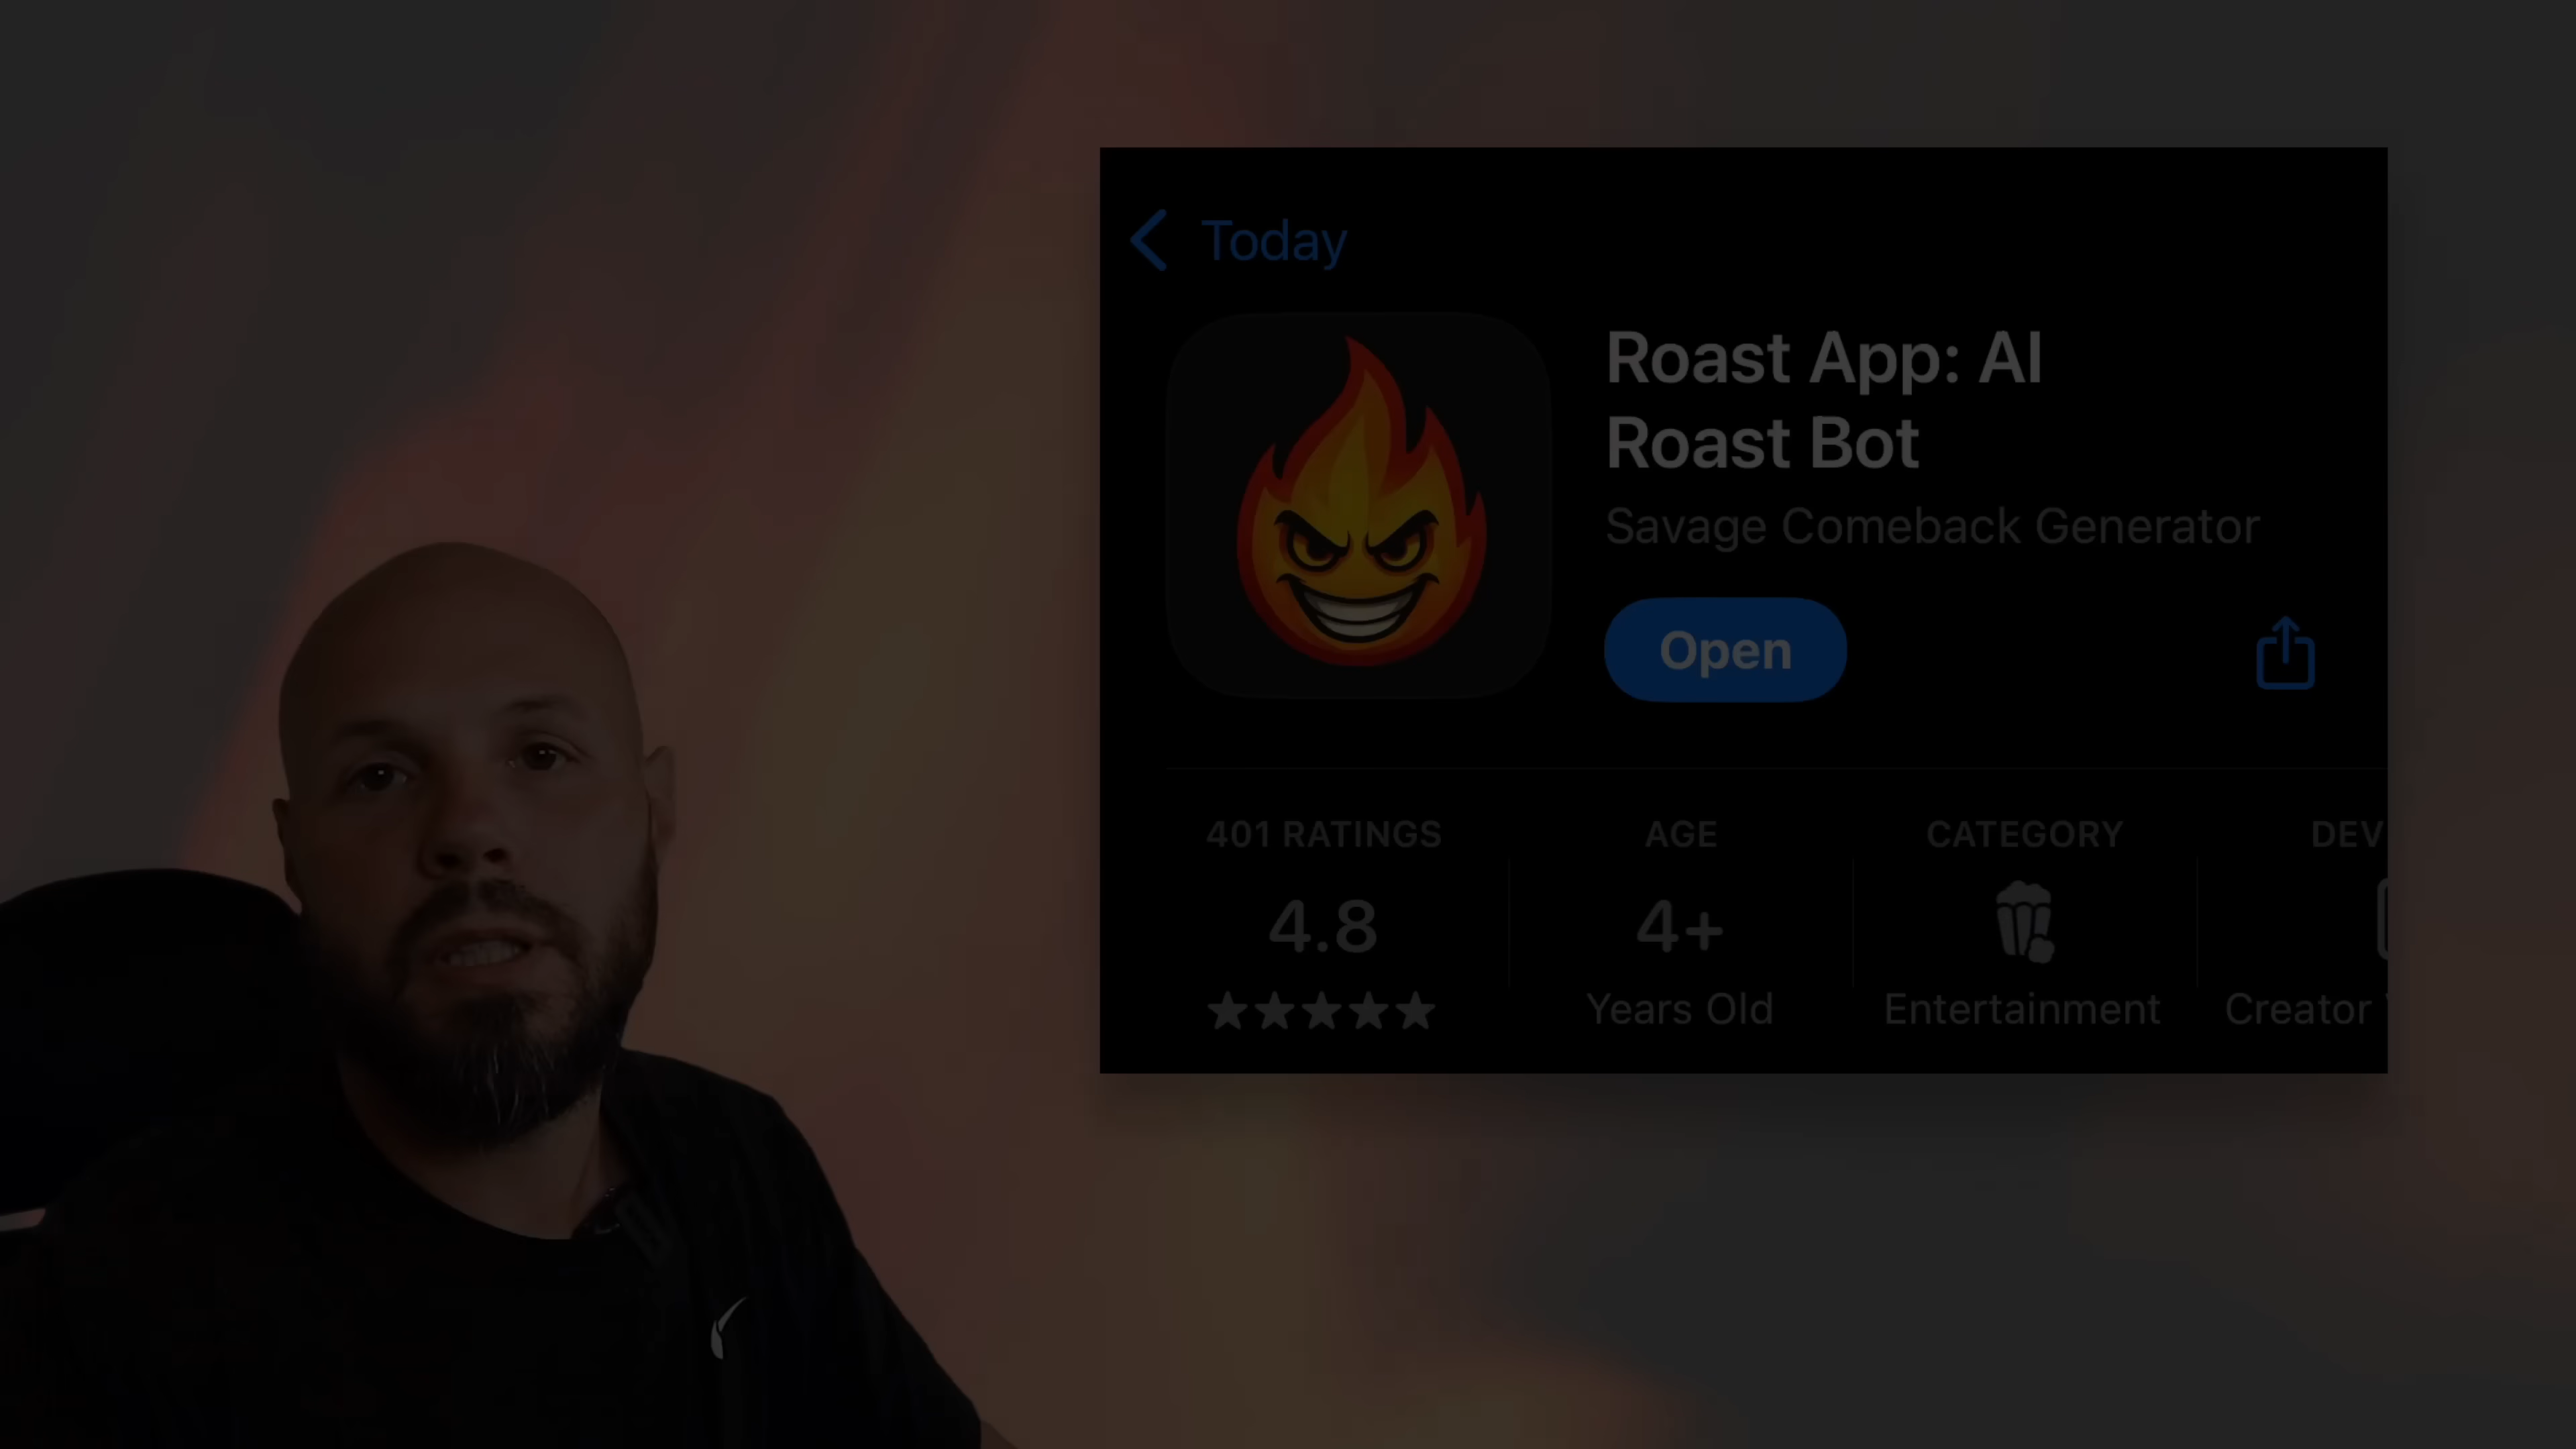 Today
Roast App: AI
Roast Bot
Savage Comeback Generator
Open
401 RATINGS
4.8
AGE
4+
Years Old
CATEGORY
Entertainment
DEV
Creator